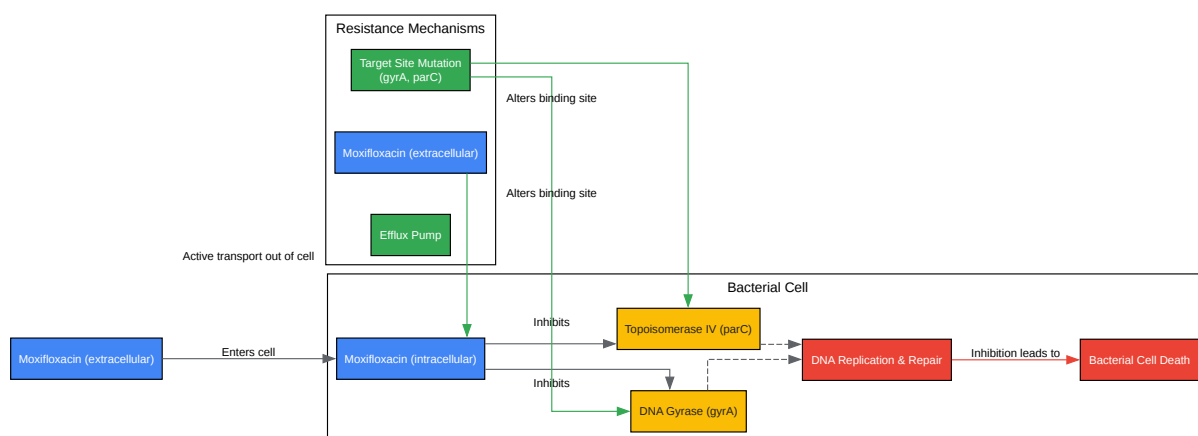 Resistance Mechanisms
Target Site Mutation
(gyrA, parC)
Alters binding site
Moxifloxacin (extracellular)
Alters binding site
Efflux Pump
Active transport out of cell
Bacterial Cell
Inhibits
Topoisomerase IV (parC)
Moxifloxacin (extracellular)
Enters cell
Moxifloxacin (intracellular)
DNA Replication & Repair
Inhibition leads to
Bacterial Cell Death
Inhibits
DNA Gyrase (gyrA)